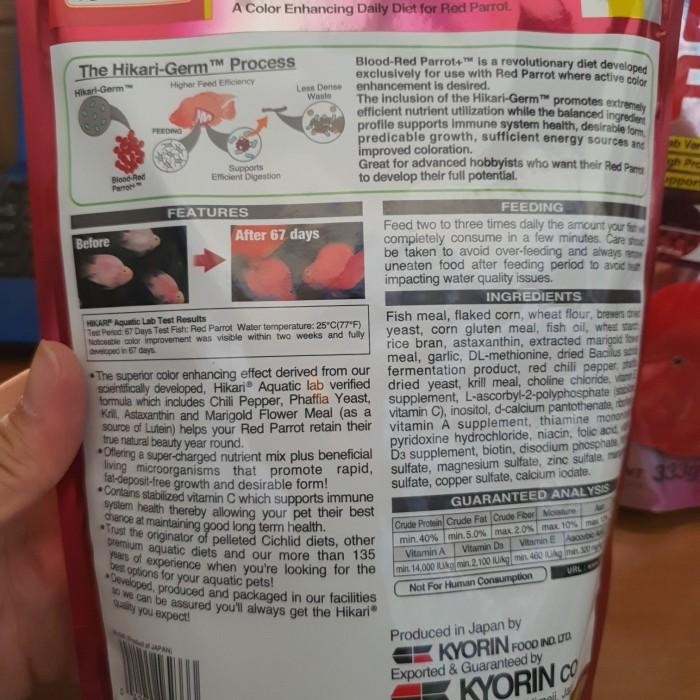 A Color Enhancing Daily Diet for Red Parrot.
The Hikari-Germ™ Process
Hikari-Germ™
Higher Feed Efficiency
Less Dense
Waste
FEEDING
Blood-Red
Parrot+™
Supports
Efficient Digestion
Blood-Red Parrot+™ is a revolutionary diet developed
exclusively for use with Red Parrot where active color
enhancement is desired.
The inclusion of the Hikari-Germ™ promotes extremely
efficient nutrient utilization while the balanced ingredient
profile supports immune system health, desirable form,
predicable growth, sufficient energy sources and
improved coloration.
Great for advanced hobbyists who want their Red Parrot
to develop their full potential.
FEATURES
Before
After 67 days
HIKARI® Aquatic Lab Test Results
Test Period: 67 Days Test Fish: Red Parrot Water temperature: 25°C(77°F)
Noticeable color improvement was visible within two weeks and fully
developed in 67 days.
•The superior color enhancing effect derived from our
scientifically developed, Hikari® Aquatic lab verified
formula which includes Chili Pepper, Phaffia Yeast,
Krill, Astaxanthin and Marigold Flower Meal (as a
source of Lutein) helps your Red Parrot retain their
true natural beauty year round.
•Offering a super-charged nutrient mix plus beneficial
living microorganisms that promote rapid,
fat-deposit-free growth and desirable form!
•Contains stabilized vitamin C which supports immune
system health thereby allowing your pet their best
chance at maintaining good long term health.
•Trust the originator of pelleted Cichlid diets, other
premium aquatic diets and our more than 135
years of experience when you're looking for the
best options for your aquatic pets!
•Developed, produced and packaged in our facilities
so we can be assured you'll always get the Hikari®
quality you expect!
FEEDING
Feed two to three times daily the amount your fish
completely consume in a few minutes. Care should
be taken to avoid over-feeding and always remove
uneaten food after feeding period to avoid
impacting water quality issues.
INGREDIENTS
Fish meal, flaked corn, wheat flour, brewers dried
yeast, corn gluten meal, fish oil, wheat starch,
rice bran, astaxanthin, extracted marigold flower
meal, garlic, DL-methionine, dried Bacillus
fermentation product, red chili pepper,
dried yeast, krill meal, choline chloride,
supplement, L-ascorbyl-2-polyphosphate
vitamin C), inositol, d-calcium pantothenate,
vitamin A supplement, thiamine
pyridoxine hydrochloride, niacin, folic acid,
D3 supplement, biotin, disodium phosphate,
sulfate, magnesium sulfate, zinc sulfate,
sulfate, copper sulfate, calcium iodate.
GUARANTEED ANALYSIS
Crude Protein Crude Fat Crude Fiber Moisture
min. 40% min. 5.0% max. 2.0% max. 10%
Vitamin A Vitamin D3 Vitamin E
min. 14,000 IU/kg min. 2,100 IU/kg min. 460 IU/kg
URL:
Not For Human Consumption
Produced in Japan by
KYORIN FOOD IND. LTD.
Exported & Guaranteed by
KYORIN CO
333g